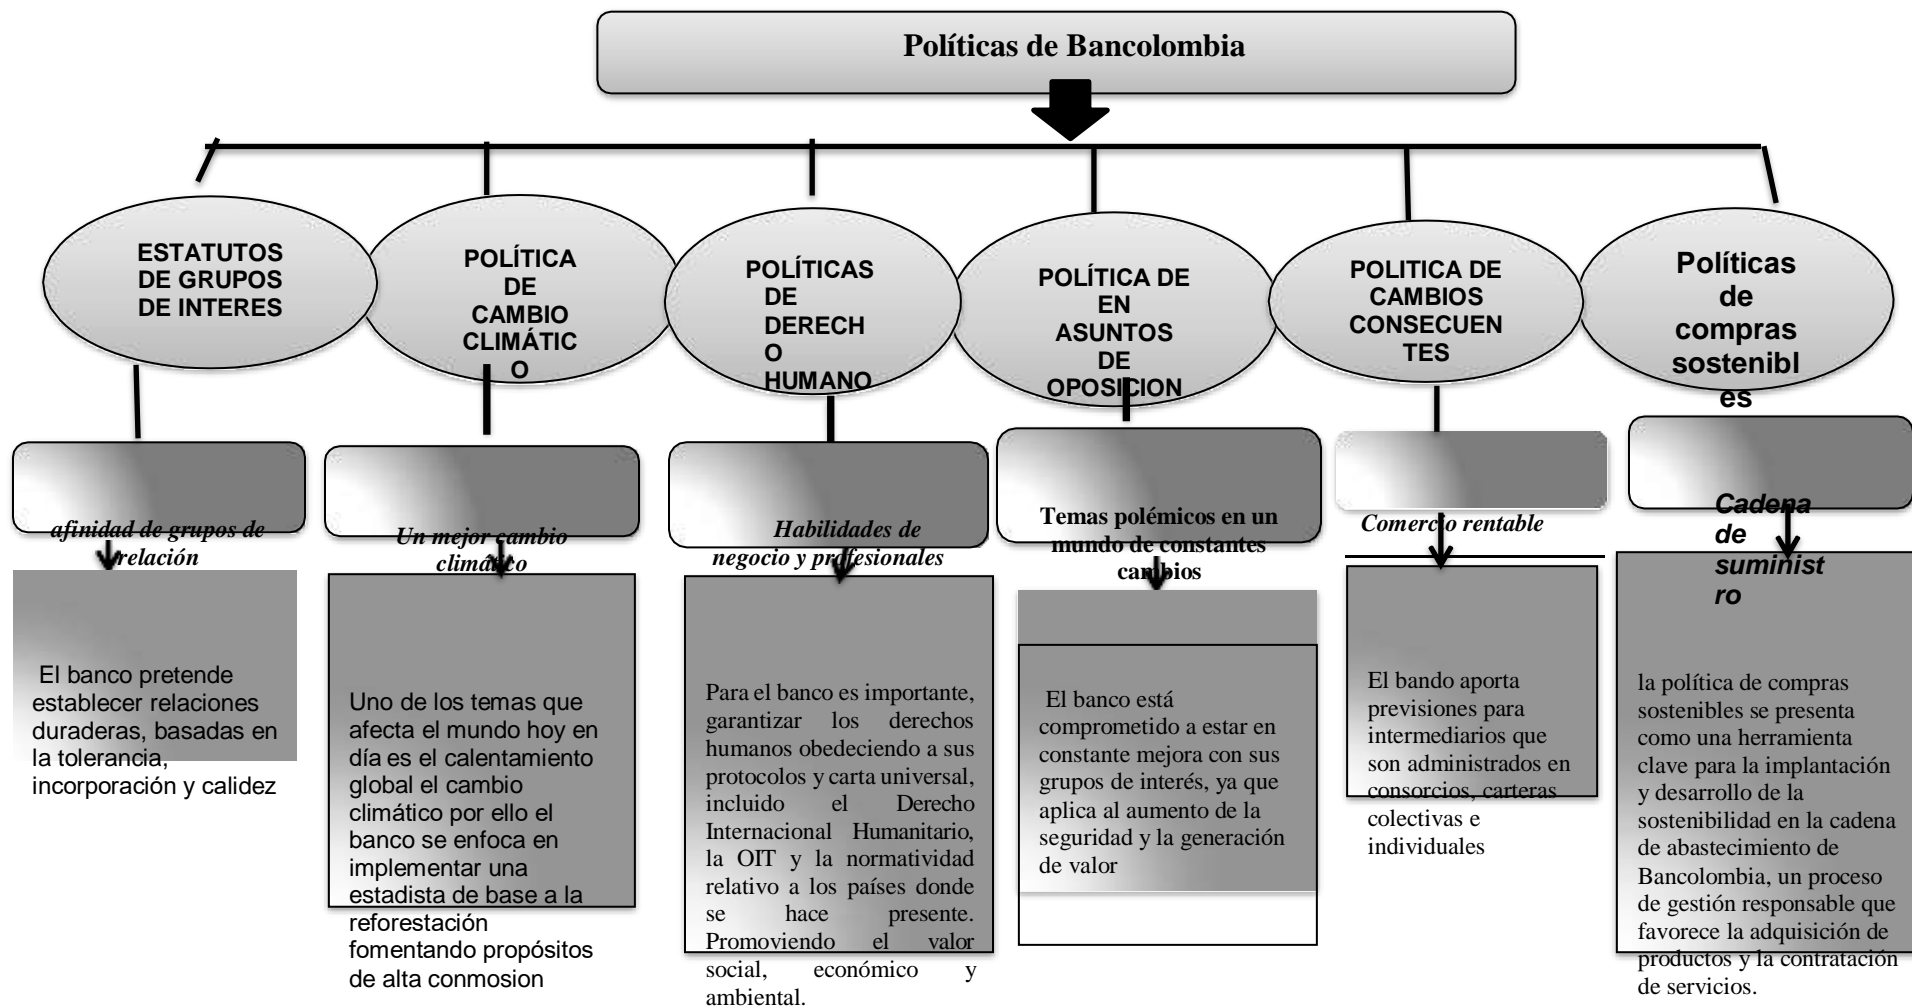 Políticas de Bancolombia
ESTATUTOS
DE GRUPOS
DE INTERES
POLÍTICA
DE
CAMBIO
CLIMÁTIC
O
POLÍTICAS
DE
DERECH
O
HUMANO
POLÍTICA DE
EN
ASUNTOS
DE
OPOSICION
POLITICA DE
CAMBIOS
CONSECUEN
TES
Políticas
de
compras
sostenibl
es
afinidad de grupos de
relación
Un mejor cambio
climático
Habilidades de
negocio y profesionales
Temas polémicos en un
mundo de constantes
cambios
Comercio rentable
Cadena
de
suminist
ro
El banco pretende
establecer relaciones
duraderas, basadas en
la tolerancia,
incorporación y calidez
Uno de los temas que
afecta el mundo hoy en
día es el calentamiento
global el cambio
climático por ello el
banco se enfoca en
implementar una
estadista de base a la
reforestación
fomentando propósitos
de alta conmosion
Para el banco es importante,
garantizar los derechos
humanos obedeciendo a sus
protocolos y carta universal,
incluido el Derecho
Internacional Humanitario,
la OIT y la normatividad
relativo a los países donde
se hace presente.
Promoviendo el valor
social, económico y
ambiental.
El banco está
comprometido a estar en
constante mejora con sus
grupos de interés, ya que
aplica al aumento de la
seguridad y la generación
de valor
El bando aporta
previsiones para
intermediarios que
son administrados en
consorcios, carteras
colectivas e
individuales
la política de compras
sostenibles se presenta
como una herramienta
clave para la implantación
y desarrollo de la
sostenibilidad en la cadena
de abastecimiento de
Bancolombia, un proceso
de gestión responsable que
favorece la adquisición de
productos y la contratación
de servicios.